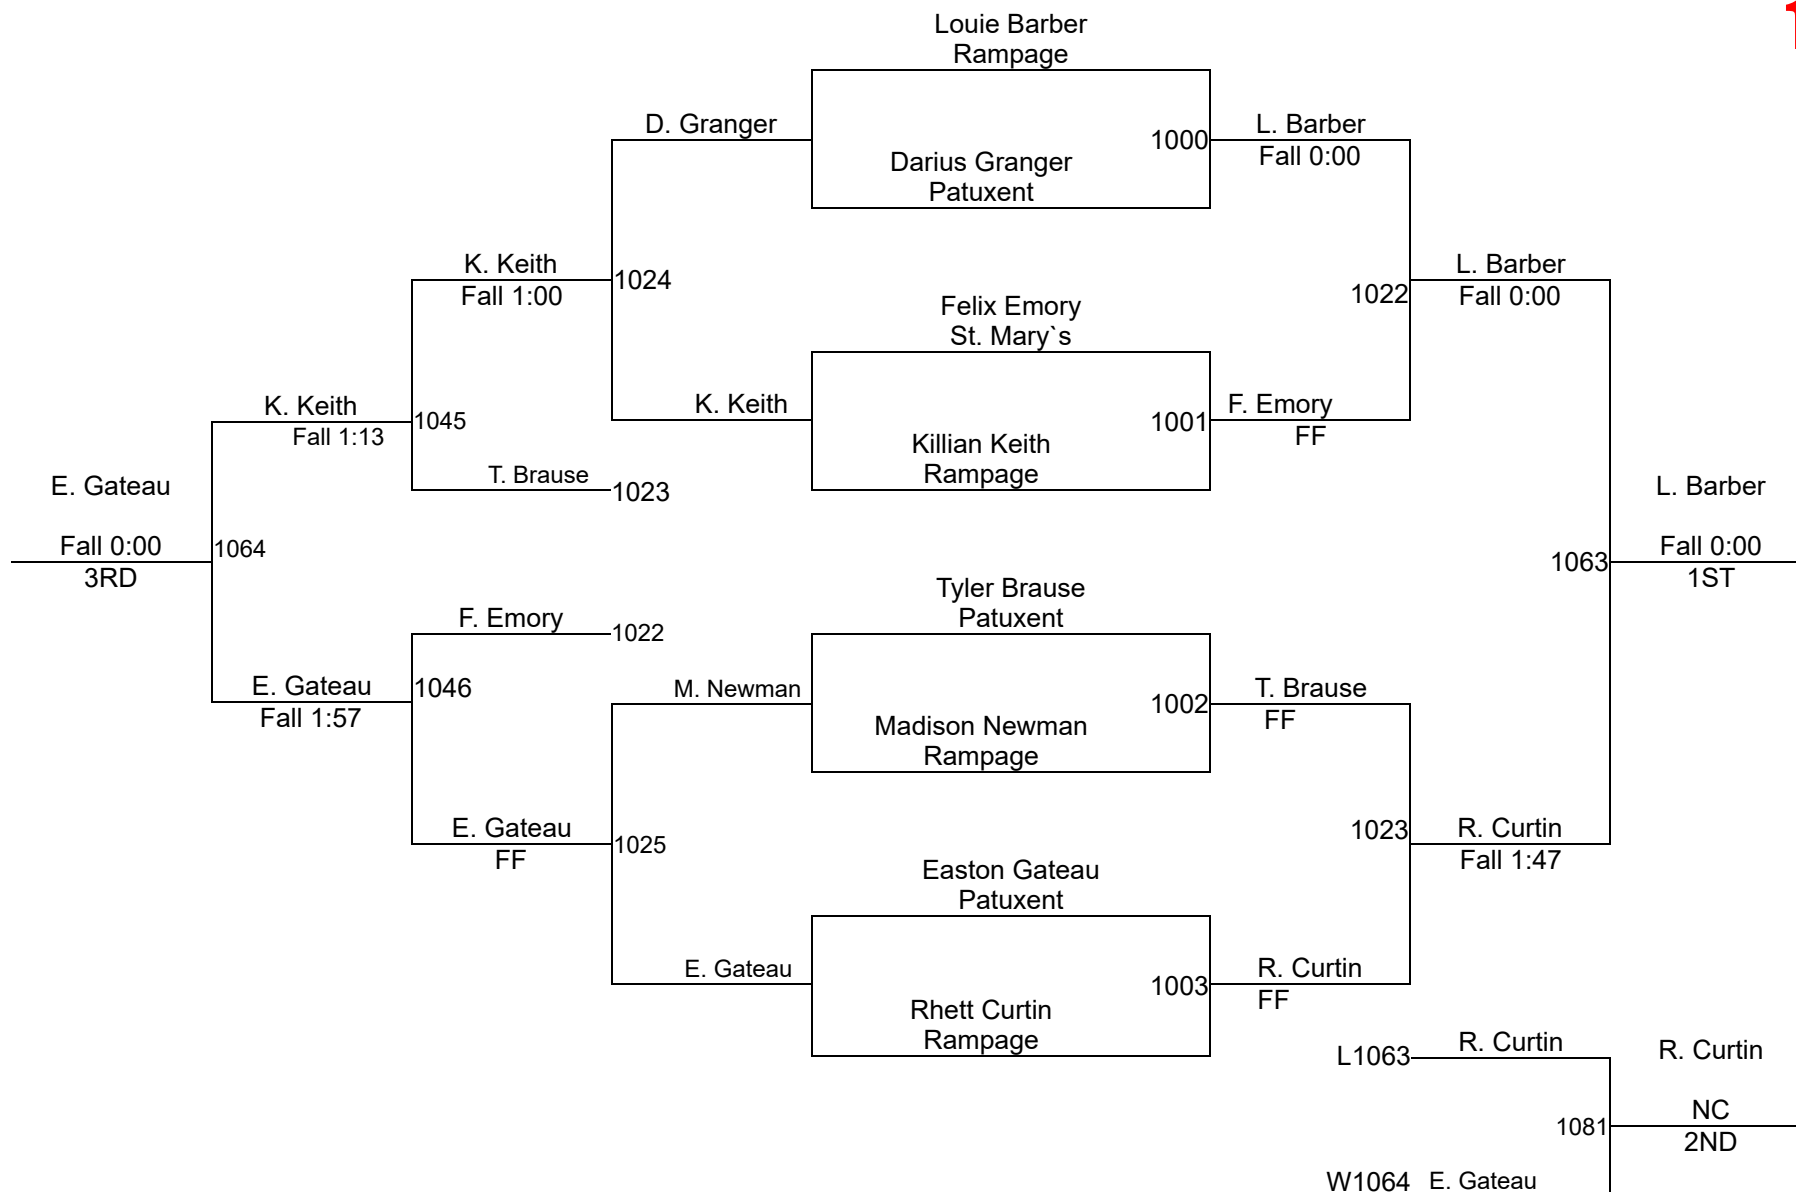 Louie Barber
Rampage
D. Granger
1000
L. Barber
Fall 0:00
Darius Granger
Patuxent
K. Keith
Fall 1:00
1024
L. Barber
Fall 0:00
1022
Felix Emory
St. Mary`s
K. Keith
Fall 1:13
1045
K. Keith
1001
F. Emory
FF
Killian Keith
Rampage
T. Brause
1023
E. Gateau
Fall 0:00
3RD
1064
L. Barber
Fall 0:00
1ST
1063
Tyler Brause
Patuxent
F. Emory
1022
E. Gateau
Fall 1:57
1046
M. Newman
1002
T. Brause
FF
Madison Newman
Rampage
E. Gateau
FF
1025
1023
R. Curtin
Fall 1:47
Easton Gateau
Patuxent
E. Gateau
1003
R. Curtin
FF
Rhett Curtin
Rampage
L1063
R. Curtin
R. Curtin
NC
2ND
1081
W1064
E. Gateau